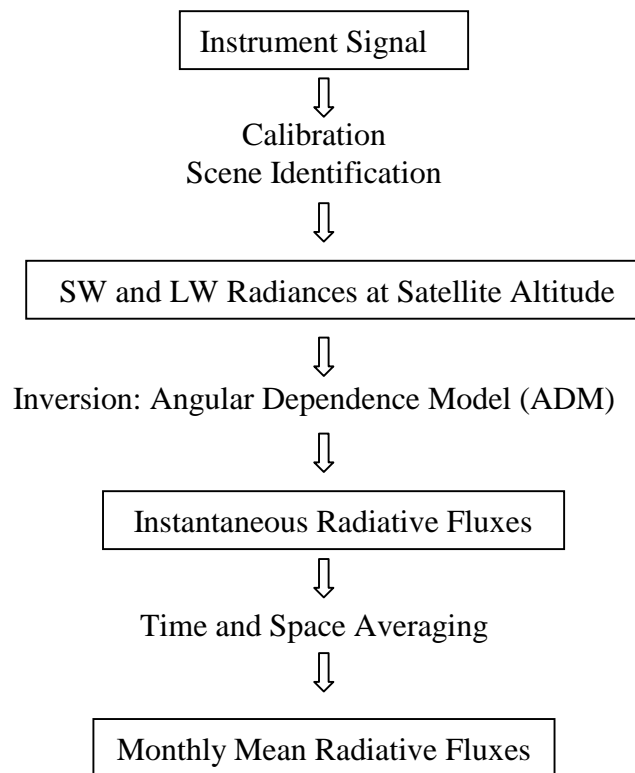 Instrument Signal
Calibration
Scene Identification
SW and LW Radiances at Satellite Altitude
Inversion: Angular Dependence Model (ADM)
Instantaneous Radiative Fluxes
Time and Space Averaging
Monthly Mean Radiative Fluxes